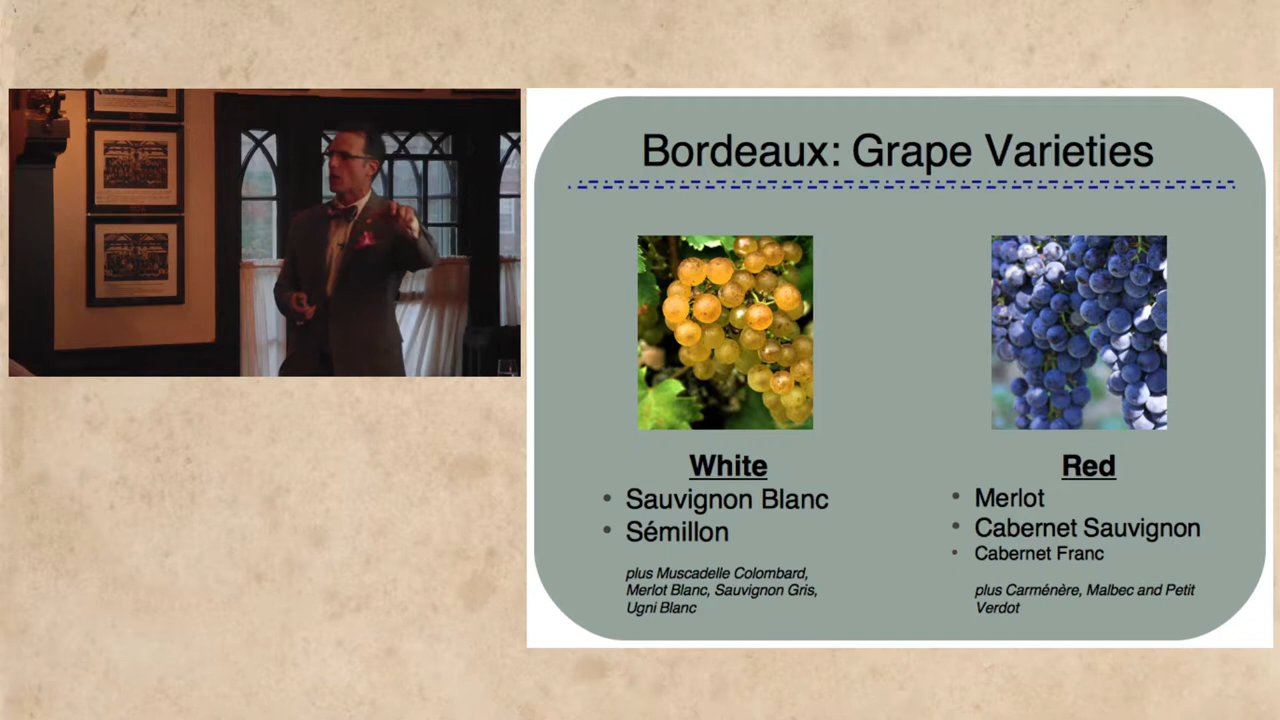 Bordeaux: Grape Varieties
White
• Sauvignon Blanc
• Sémillon
plus Muscadelle Colombard,
Merlot Blanc, Sauvignon Gris,
Ugni Blanc
Red
• Merlot
• Cabernet Sauvignon
• Cabernet Franc
plus Carménère, Malbec and Petit
Verdot